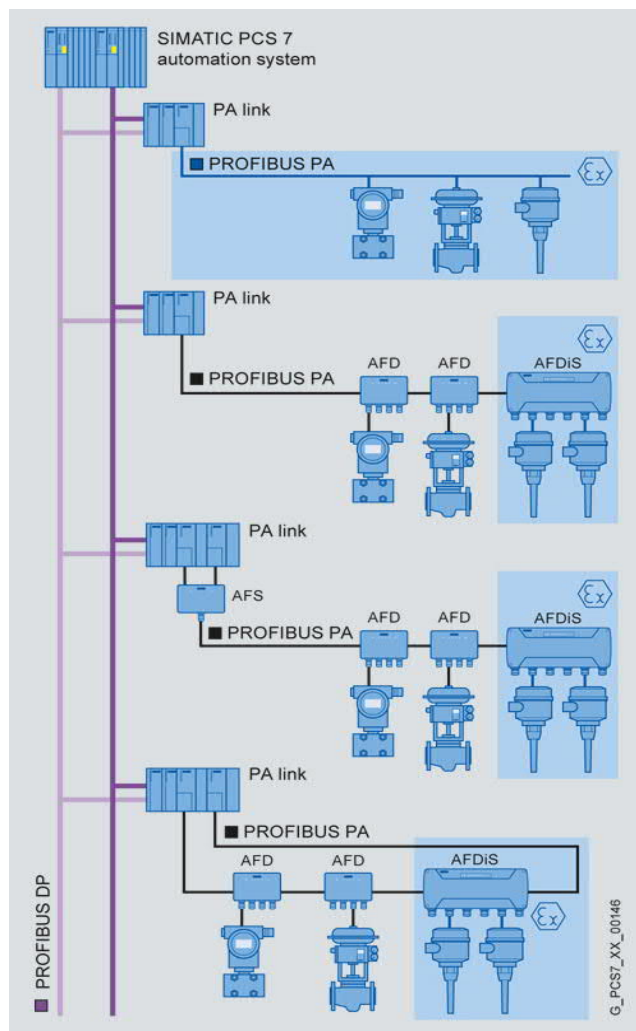 SIMATIC PCS 7
automation system
PA link
PROFIBUS PA
Ex
PA link
Ex
PROFIBUS PA
AFD
AFD
AFDiS
PA link
AFS
Ex
PROFIBUS PA
AFD
AFD
AFDiS
PA link
PROFIBUS PA
AFD
AFD
AFDiS
Ex
PROFIBUS DP
G_PCS7_XX_00146